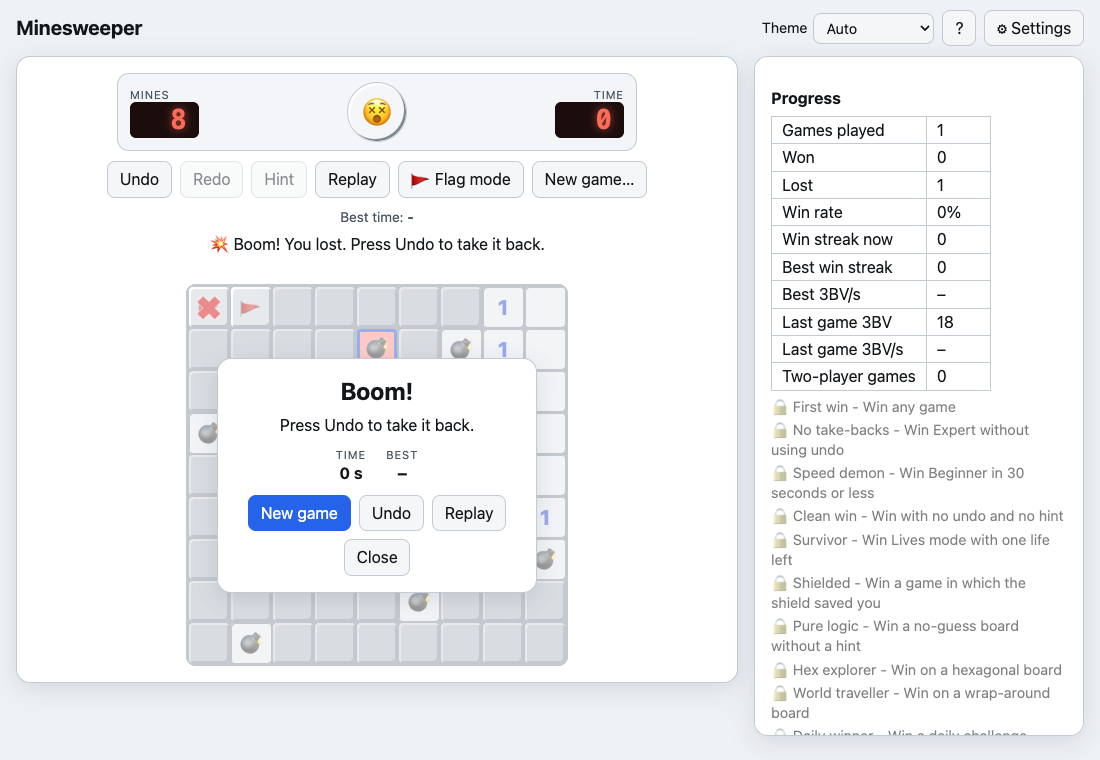 Minesweeper
Theme Auto ? ⚙ Settings
MINES
8
TIME
0
Undo Redo Hint Replay Flag mode New game...
Best time: -
💥 Boom! You lost. Press Undo to take it back.
1
1
1
Boom!
Press Undo to take it back.
TIME BEST
0 s –
New game Undo Replay
Close
Progress
Games played 1
Won 0
Lost 1
Win rate 0%
Win streak now 0
Best win streak 0
Best 3BV/s –
Last game 3BV 18
Last game 3BV/s –
Two-player games 0
🔒 First win - Win any game
🔒 No take-backs - Win Expert without
using undo
🔒 Speed demon - Win Beginner in 30
seconds or less
🔒 Clean win - Win with no undo and no hint
🔒 Survivor - Win Lives mode with one life
left
🔒 Shielded - Win a game in which the
shield saved you
🔒 Pure logic - Win a no-guess board
without a hint
🔒 Hex explorer - Win on a hexagonal board
🔒 World traveller - Win on a wrap-around
board
🔒 Daily winner - Win a daily challenge